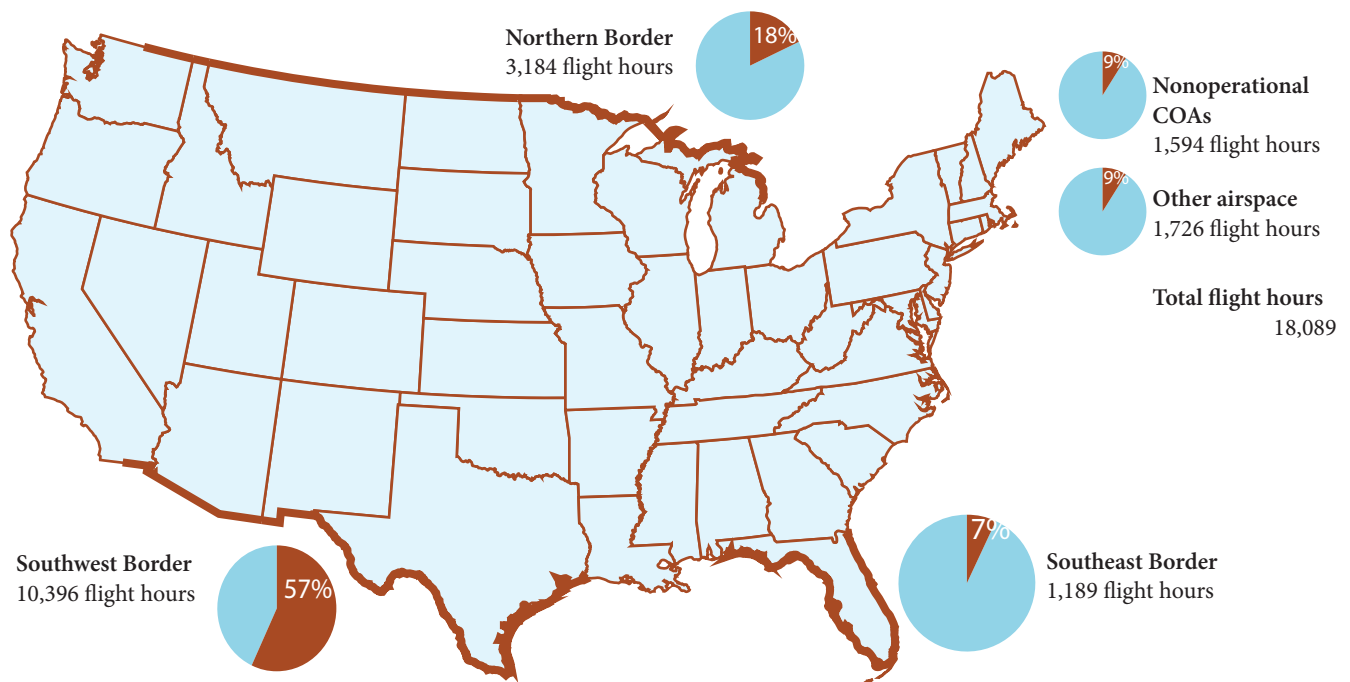 Northern Border
3,184 flight hours
18%
9%
Nonoperational
COAs
1,594 flight hours
9%
Other airspace
1,726 flight hours
Total flight hours
18,089
Southwest Border
10,396 flight hours
57%
7%
Southeast Border
1,189 flight hours